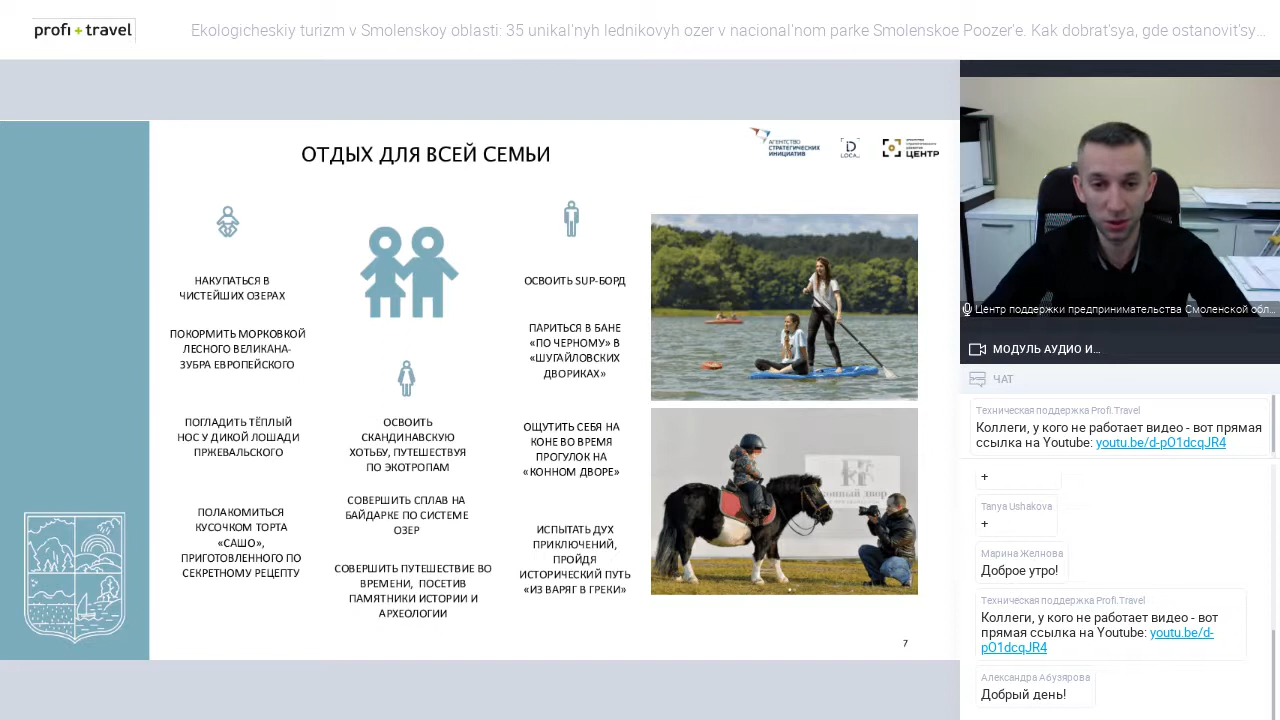 profi + travel
Ekologicheskiy turizm v Smolenskoy oblasti: 35 unikal'nyh lednikovyh ozer v nacional'nom parke Smolenskoe Poozer'e. Kak dobrat'sya, gde ostanovit'sy...
ОТДЫХ ДЛЯ ВСЕЙ СЕМЬИ
АГЕНТСТВО
СТРАТЕГИЧЕСКИХ
ИНИЦИАТИВ
D
LOCA
ЦЕНТР
НАКУПАТЬСЯ В
ЧИСТЕЙШИХ ОЗЕРАХ
ПОКОРМИТЬ МОРКОВКОЙ
ЛЕСНОГО ВЕЛИКАНА-
ЗУБРА ЕВРОПЕЙСКОГО
ПОГЛАДИТЬ ТЁПЛЫЙ
НОС У ДИКОЙ ЛОШАДИ
ПРЖЕВАЛЬСКОГО
ПОЛАКОМИТЬСЯ
КУСОЧКОМ ТОРТА
«САШО»,
ПРИГОТОВЛЕННОГО ПО
СЕКРЕТНОМУ РЕЦЕПТУ
ОСВОИТЬ
СКАНДИНАВСКУЮ
ХОТЬБУ, ПУТЕШЕСТВУЯ
ПО ЭКОТРОПАМ
СОВЕРШИТЬ СПЛАВ НА
БАЙДАРКЕ ПО СИСТЕМЕ
ОЗЕР
СОВЕРШИТЬ ПУТЕШЕСТВИЕ ВО
ВРЕМЕНИ, ПОСЕТИВ
ПАМЯТНИКИ ИСТОРИИ И
АРХЕОЛОГИИ
ОСВОИТЬ SUP-БОРД
ПАРИТЬСЯ В БАНЕ
«ПО ЧЕРНОМУ» В
«ШУГАЙЛОВСКИХ
ДВОРИКАХ»
ОЩУТИТЬ СЕБЯ НА
КОНЕ ВО ВРЕМЯ
ПРОГУЛОК НА
«КОННОМ ДВОРЕ»
ИСПЫТАТЬ ДУХ
ПРИКЛЮЧЕНИЙ,
ПРОЙДЯ
ИСТОРИЧЕСКИЙ ПУТЬ
«ИЗ ВАРЯГ В ГРЕКИ»
конный двор
7
Центр поддержки предпринимательства Смоленской обл...
МОДУЛЬ АУДИО И...
ЧАТ
Техническая поддержка Profi.Travel
Коллеги, у кого не работает видео - вот прямая
ссылка на Youtube: youtu.be/d-pO1dcqJR4
+
Tanya Ushakova
+
Марина Желнова
Доброе утро!
Техническая поддержка Profi.Travel
Коллеги, у кого не работает видео - вот
прямая ссылка на Youtube: youtu.be/d-
pO1dcqJR4
Александра Абузярова
Добрый день!